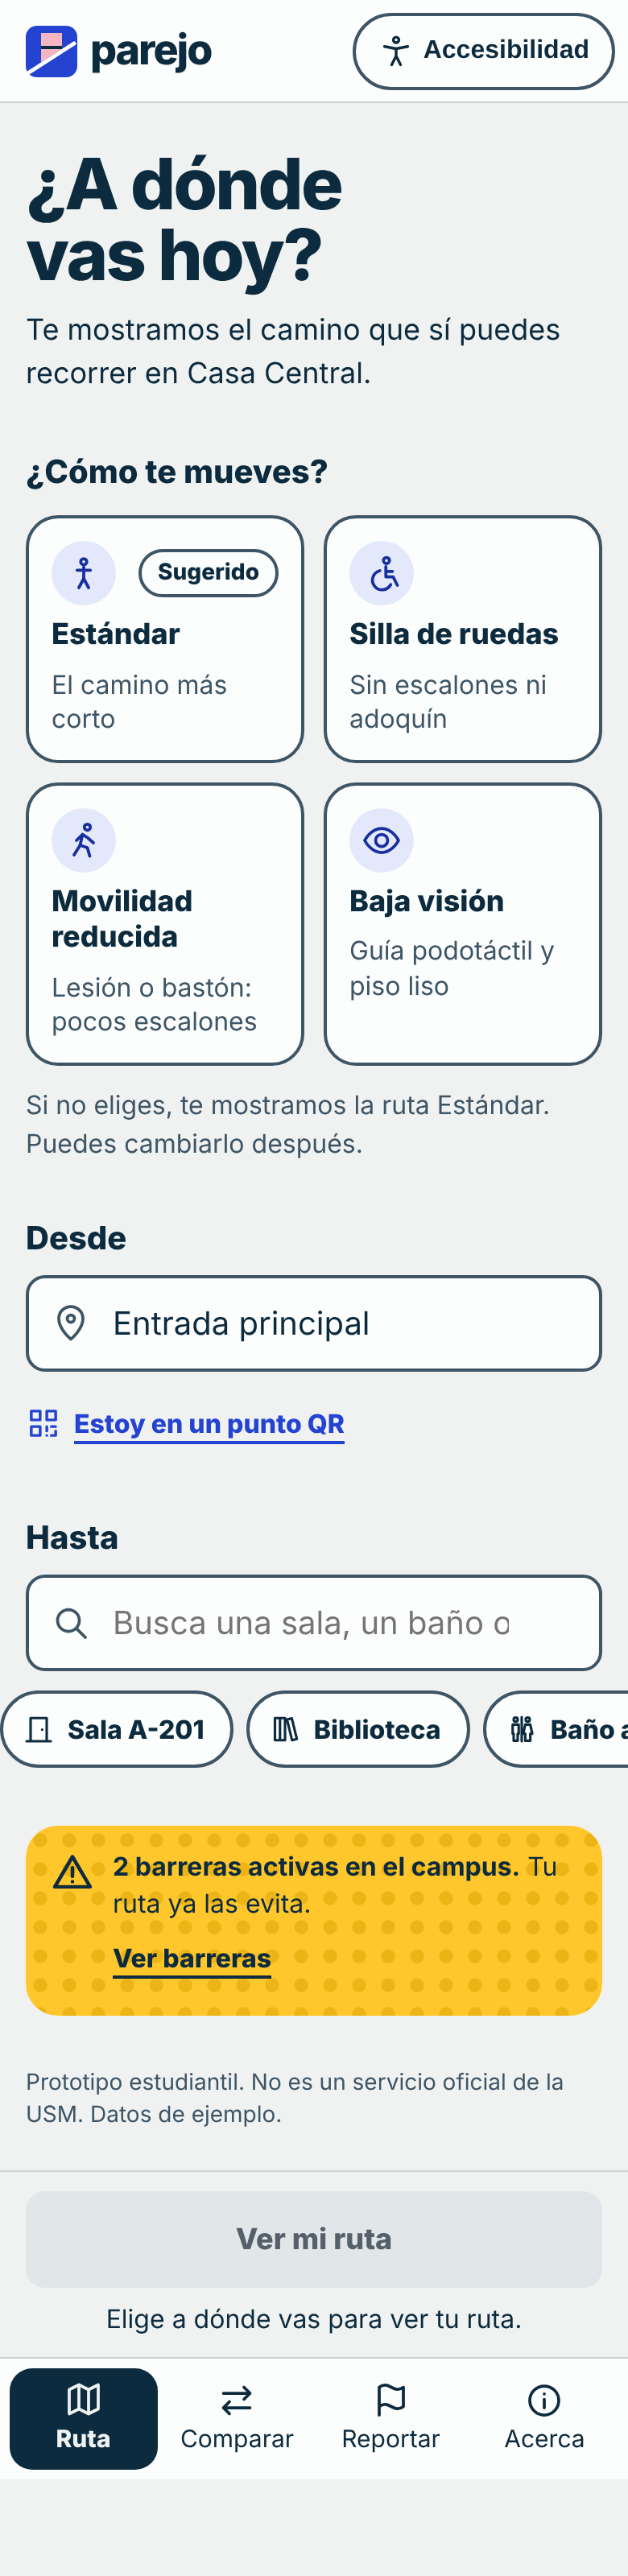 parejo
Accesibilidad
¿A dónde
vas hoy?
Te mostramos el camino que sí puedes
recorrer en Casa Central.
¿Cómo te mueves?
Sugerido
Estándar
El camino más
corto
Silla de ruedas
Sin escalones ni
adoquín
Movilidad
reducida
Lesión o bastón:
pocos escalones
Baja visión
Guía podotáctil y
piso liso
Si no eliges, te mostramos la ruta Estándar.
Puedes cambiarlo después.
Desde
Entrada principal
Estoy en un punto QR
Hasta
Busca una sala, un baño o
Sala A-201
Biblioteca
Baño
2 barreras activas en el campus. Tu
ruta ya las evita.
Ver barreras
Prototipo estudiantil. No es un servicio oficial de la
USM. Datos de ejemplo.
Ver mi ruta
Elige a dónde vas para ver tu ruta.
Ruta
Comparar
Reportar
Acerca